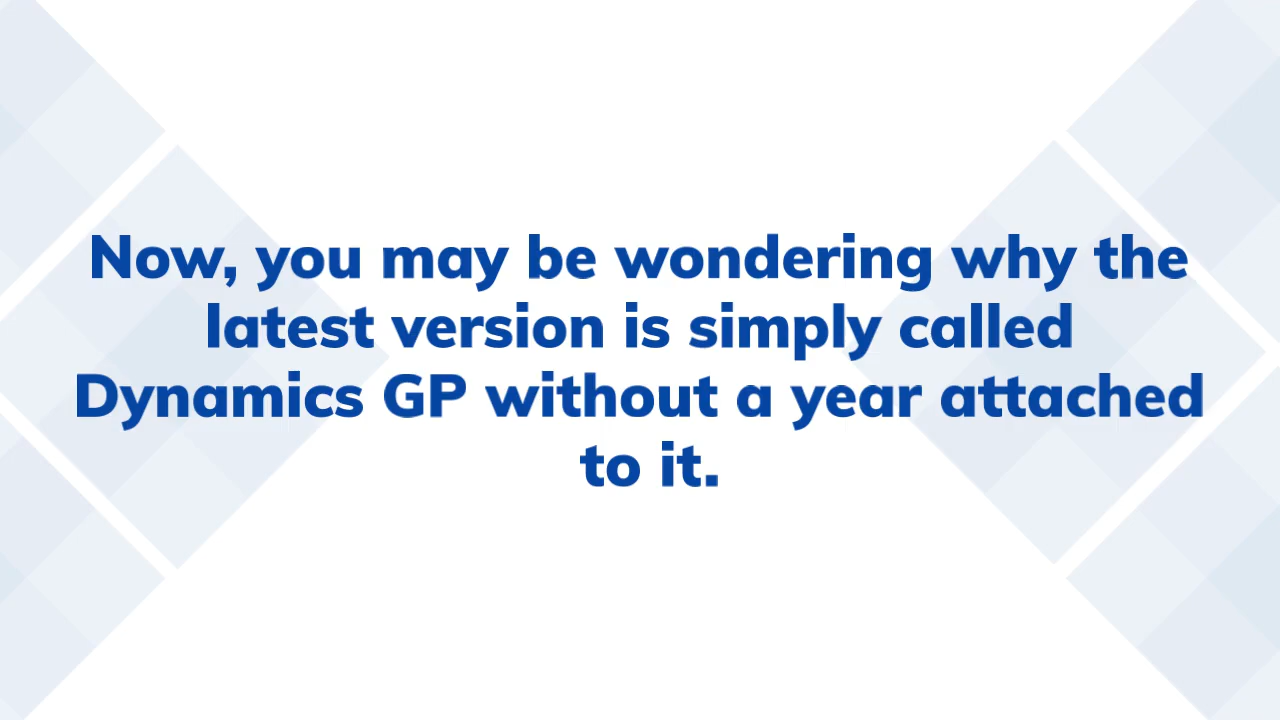 Now, you may be wondering why the
latest version is simply called
Dynamics GP without a year attached
to it.